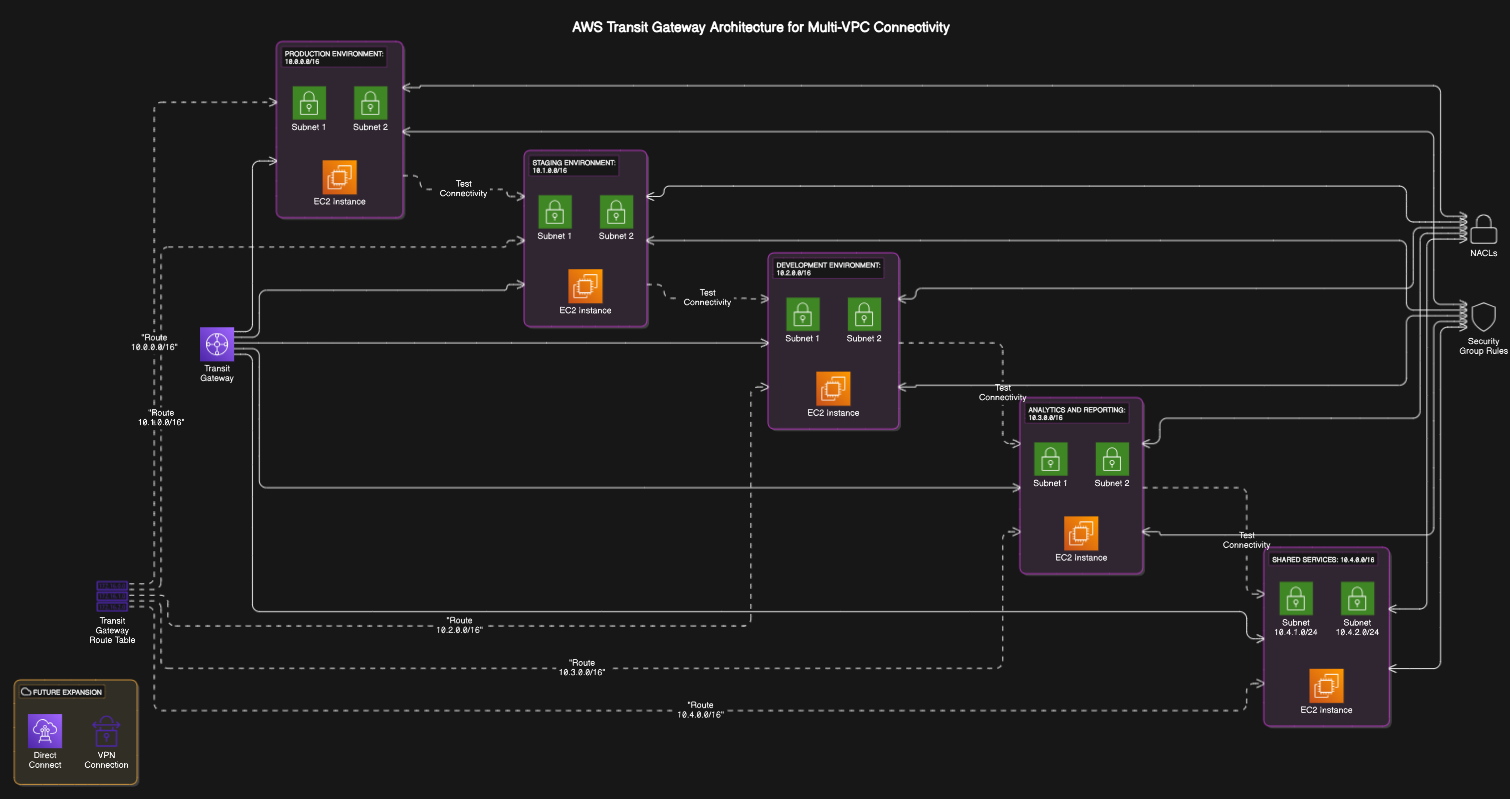 AWS Transit Gateway Architecture for Multi-VPC Connectivity
PRODUCTION ENVIRONMENT:
10.0.0.0/16
Subnet 1
Subnet 2
EC2 Instance
Test
Connectivity
STAGING ENVIRONMENT:
10.1.0.0/16
Subnet 1
Subnet 2
EC2 Instance
Test
Connectivity
DEVELOPMENT ENVIRONMENT:
10.2.0.0/16
Subnet 1
Subnet 2
EC2 Instance
Test
Connectivity
ANALYTICS AND REPORTING:
10.3.0.0/16
Subnet 1
Subnet 2
EC2 Instance
Test
Connectivity
SHARED SERVICES: 10.4.0.0/16
Subnet
10.4.1.0/24
Subnet
10.4.2.0/24
EC2 Instance
NACLs
Security
Group Rules
"Route
10.0.0.0/16"
Transit
Gateway
"Route
10.1.0.0/16"
Transit
Gateway
Route Table
"Route
10.2.0.0/16"
"Route
10.3.0.0/16"
"Route
10.4.0.0/16"
FUTURE EXPANSION
Direct
Connect
VPN
Connection